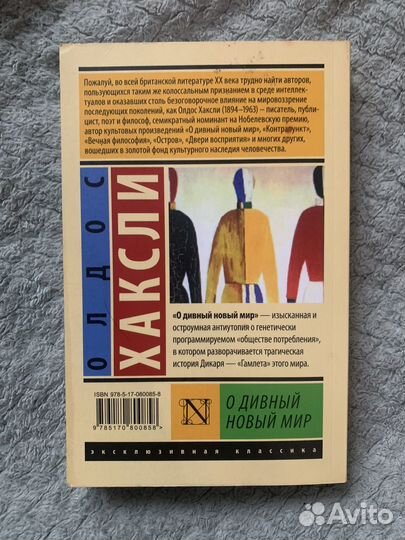 Пожалуй, во всей британской литературе XX века трудно найти авторов,
пользующихся таким же колоссальным признанием в среде интеллек-
туалов и оказавших столь безоговорочное влияние на мировоззрение
последующих поколений, как Олдос Хаксли (1894–1963) – писатель, публи-
цист, поэт и философ, семикратный номинант на Нобелевскую премию,
автор культовых произведений «О дивный новый мир», «Контрапункт»,
«Вечная философия», «Остров», «Двери восприятия» и многих других,
вошедших в золотой фонд культурного наследия человечества.
ОЛДОС
ХАКСЛИ
«О дивный новый мир» — изысканная и
остроумная антиутопия о генетически
программируемом «обществе потребления»,
в котором разворачивается трагическая
история Дикаря — «Гамлета» этого мира.
ISBN 978-5-17-080085-8
9 785170 800858 >
N
О ДИВНЫЙ
НОВЫЙ МИР
эксклюзивная классика
Avito